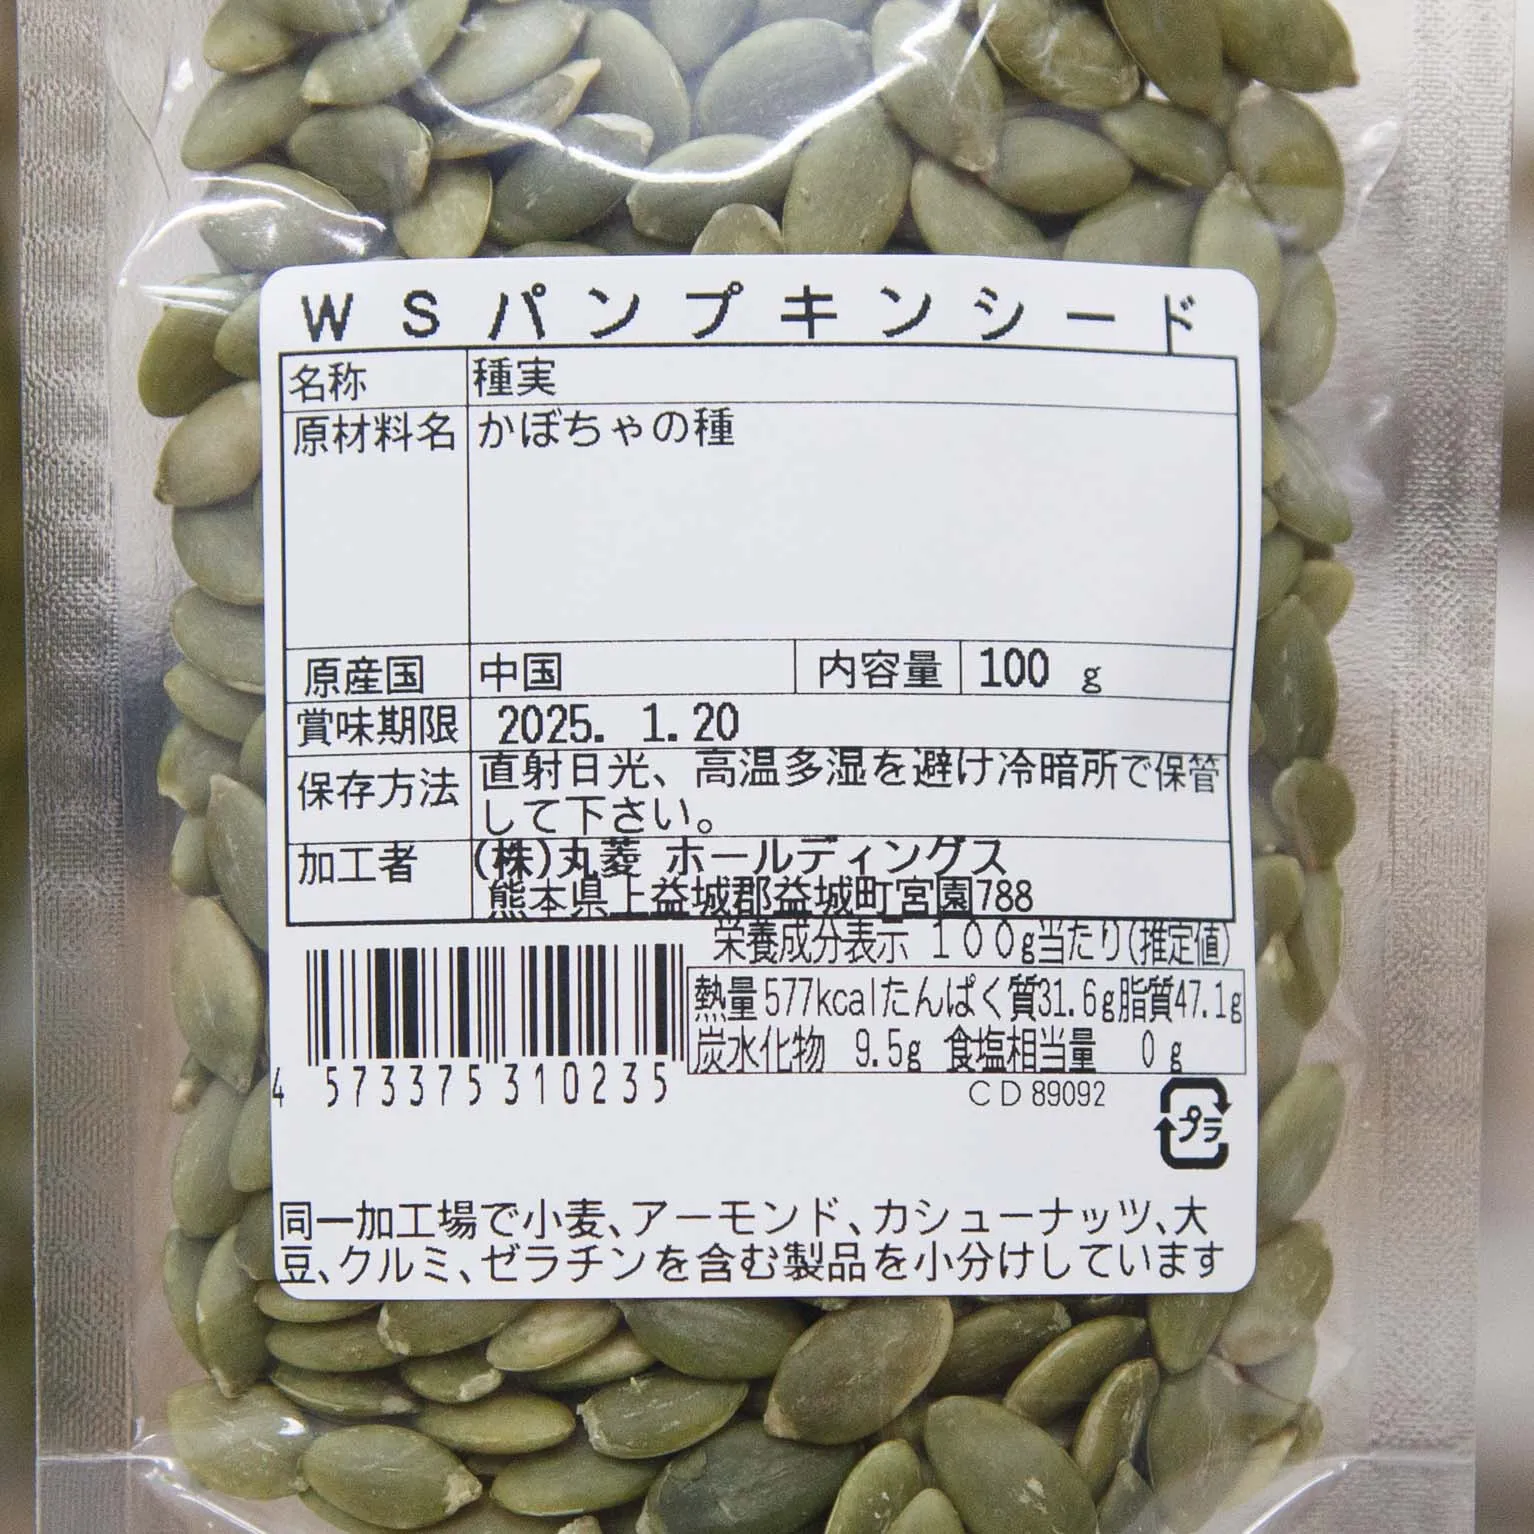 WSパンプキンシード
名称 種実
原材料名 かぼちゃの種
原産国 中国 内容量 100 g
賞味期限 2025. 1.20
保存方法 直射日光、高温多湿を避け冷暗所で保管
して下さい。
加工者 (株)丸菱 ホールディングス
熊本県上益城郡益城町宮園788
栄養成分表示 100g当たり(推定値)
熱量577kcalたんぱく質31.6g脂質47.1g
炭水化物 9.5g 食塩相当量 0g
4 573375 310235
CD89092
プラ
同一加工場で小麦、アーモンド、カシューナッツ、大
豆、クルミ、ゼラチンを含む製品を小分けしています